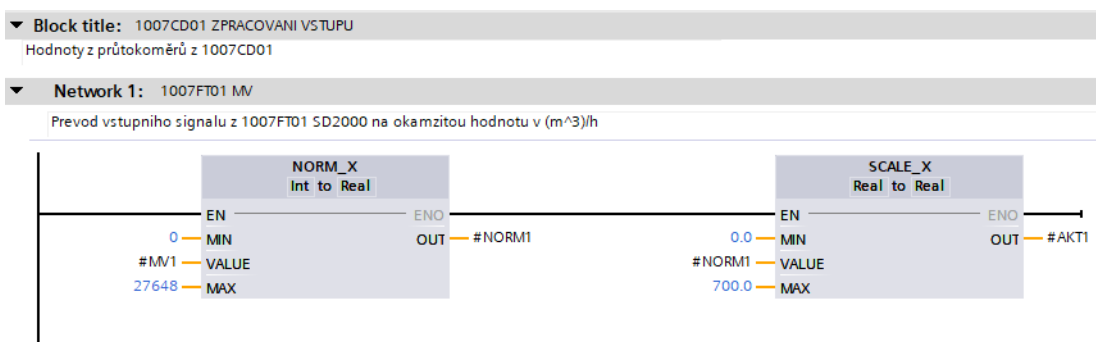 Block title: 1007CD01 ZPRACOVANI VSTUPU
Hodnoty z průtokoměrů z 1007CD01
Network 1: 1007FT01 MV
Prevod vstupniho signalu z 1007FT01 SD2000 na okamzitou hodnotu v (m^3)/h
NORM_X
Int to Real
EN ENO
0 MIN OUT #NORM1
#MV1 VALUE
27648 MAX
SCALE_X
Real to Real
EN ENO
0.0 MIN OUT #AKT1
#NORM1 VALUE
700.0 MAX